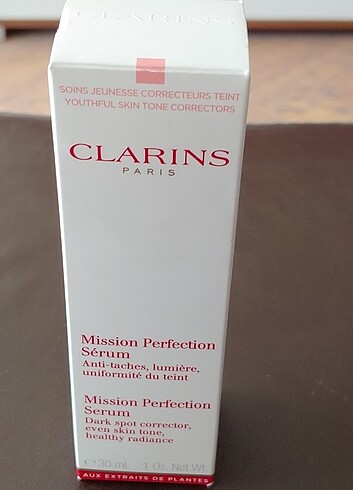 CLARINS
SOINS JEUNESSE CORRECTEURS TEINT
YOUTHFUL SKIN TONE CORRECTORS
CLARINS
PARIS
Mission Perfection
Sérum
Anti-taches, lumière,
uniformité du teint
Mission Perfection
Serum
Dark spot corrector,
even skin tone,
healthy radiance
℮ 30 ml 1 Oz. Net Wt.
AUX EXTRAITS DE PLANTES